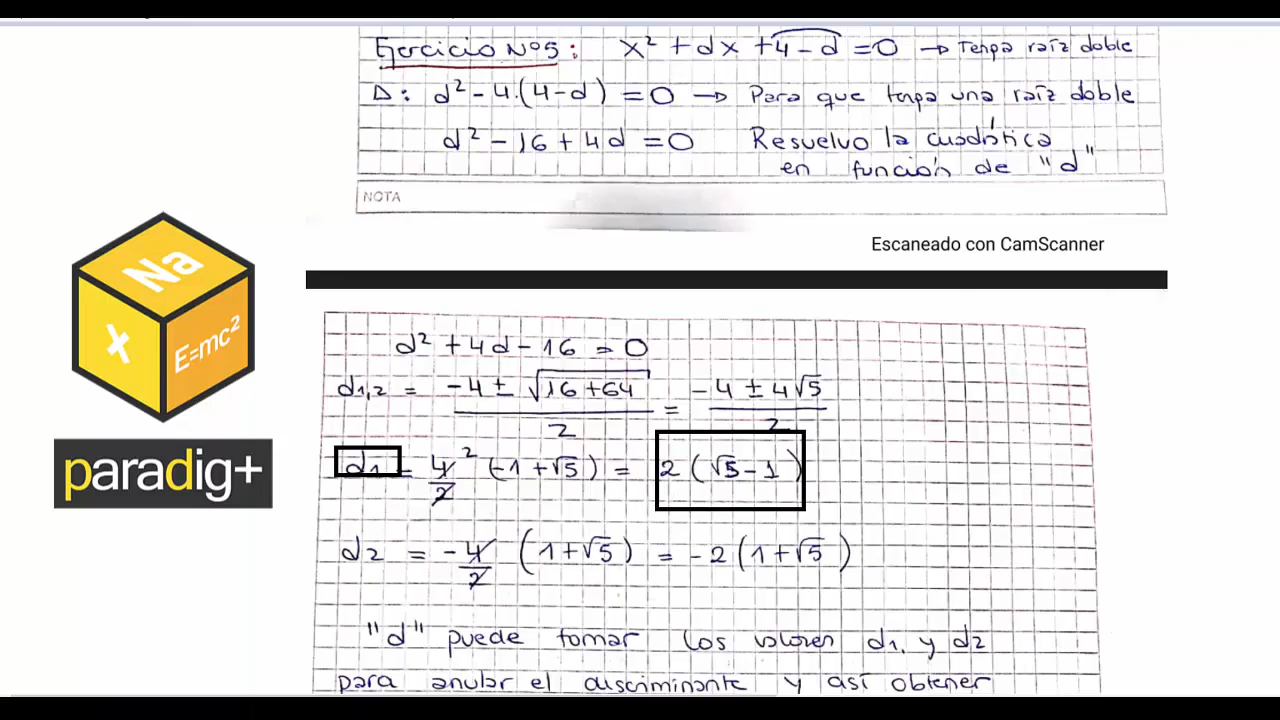 Ejercicio Nº5: x² + dx + 4 - d = 0 → Tenga raíz doble
Δ: d² - 4.(4-d) = 0 → Para que tenga una raíz doble
d² - 16 + 4d = 0 Resuelvo la cuadrática
en función de "d"
NOTA
Escaneado con CamScanner
Na
x
E=mc²
paradig+
d² + 4d - 16 = 0
d1,2 = -4 ± √16+64 / 2 = -4 ± 4√5 / 2
d1 = 4/2 ² (-1+√5) = 2(√5-1)
d2 = -4/2 (1+√5) = -2(1+√5)
"d" puede tomar los valores d1 y d2
para anular el discriminante y así obtener